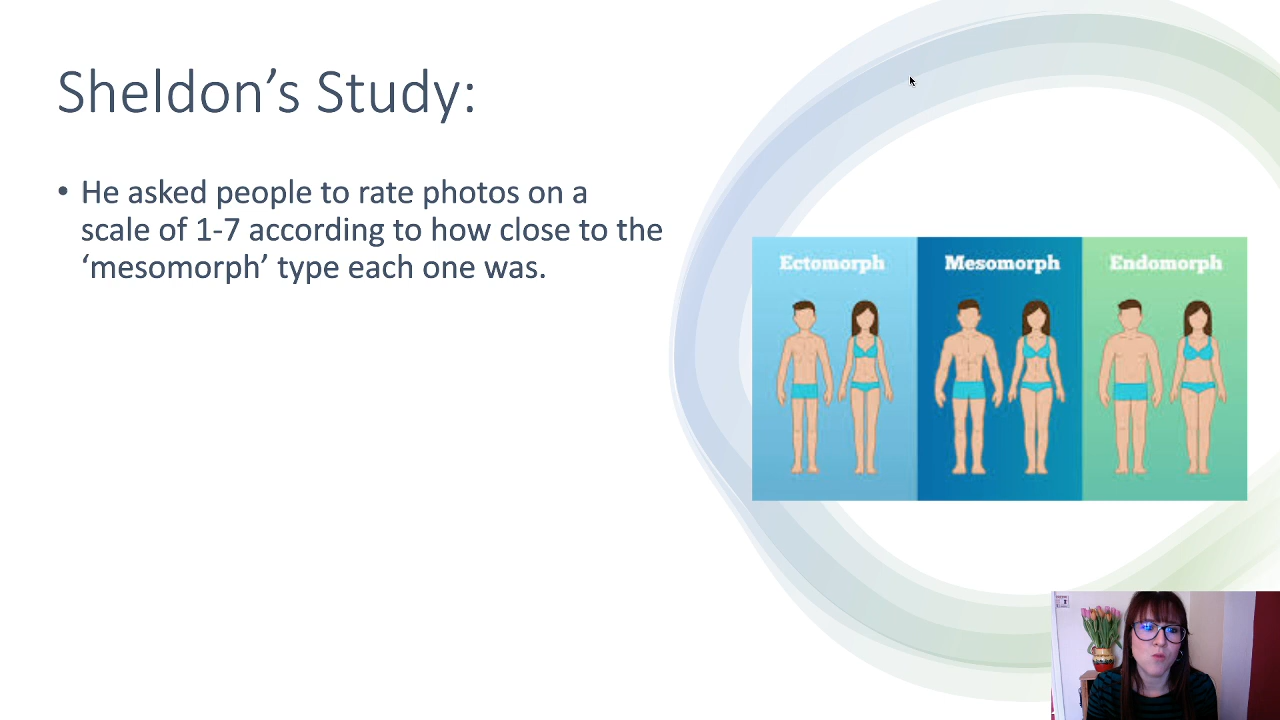 Sheldon’s Study:
• He asked people to rate photos on a
scale of 1-7 according to how close to the
‘mesomorph’ type each one was.
Ectomorph
Mesomorph
Endomorph